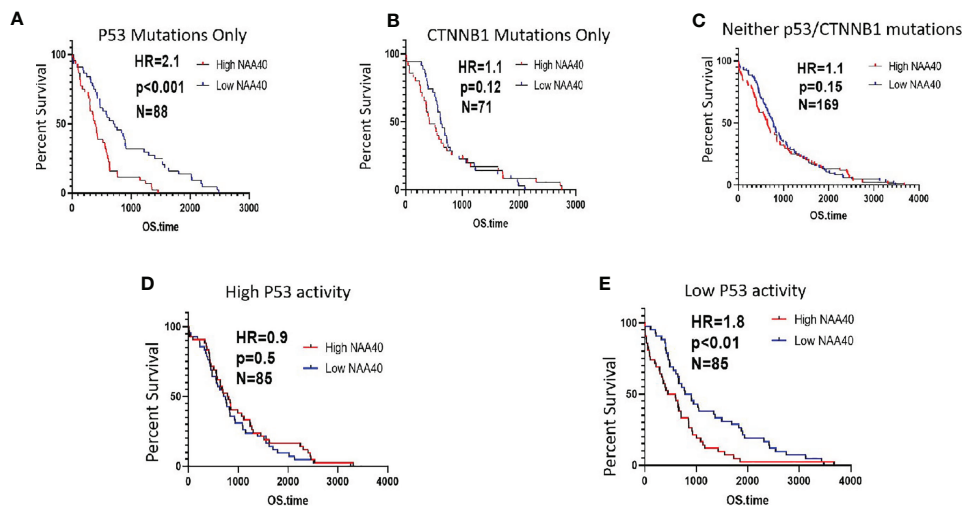 A
P53 Mutations Only
HR=2.1
p<0.001
N=88
High NAA40
Low NAA40
Percent Survival
100
50
0
0 1000 2000 3000
OS.time
B
CTNNB1 Mutations Only
HR=1.1
p=0.12
N=71
High NAA40
Low NAA40
Percent Survival
100
50
0
0 1000 2000 3000
OS.time
C
Neither p53/CTNNB1 mutations
HR=1.1
p=0.15
N=169
High NAA40
Low NAA40
Percent Survival
100
50
0
0 1000 2000 3000 4000
OS.time
D
High P53 activity
HR=0.9
p=0.5
N=85
High NAA40
Low NAA40
Percent Survival
100
50
0
0 1000 2000 3000 4000
OS.time
E
Low P53 activity
HR=1.8
p<0.01
N=85
High NAA40
Low NAA40
Percent Survival
100
50
0
0 1000 2000 3000 4000
OS.time